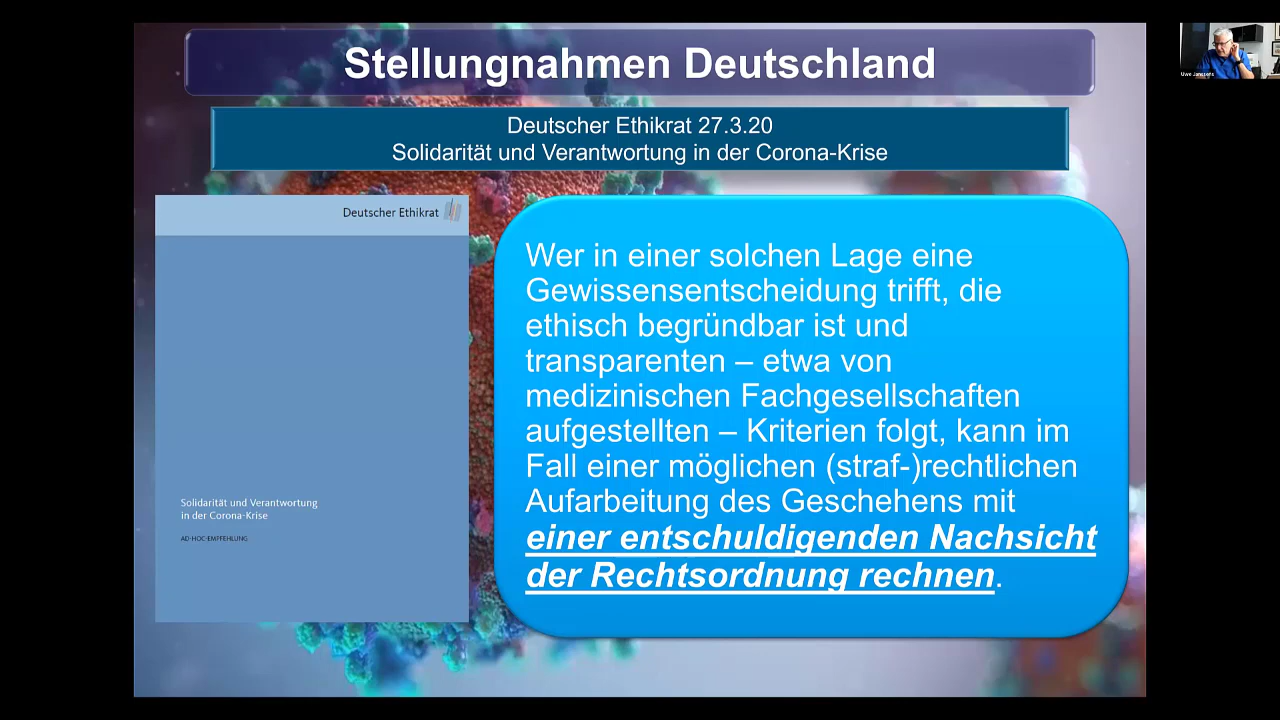 Stellungnahmen Deutschland
Deutscher Ethikrat 27.3.20
Solidarität und Verantwortung in der Corona-Krise
Deutscher Ethikrat
Solidarität und Verantwortung
in der Corona-Krise
AD-HOC-EMPFEHLUNG
Wer in einer solchen Lage eine
Gewissensentscheidung trifft, die
ethisch begründbar ist und
transparenten – etwa von
medizinischen Fachgesellschaften
aufgestellten – Kriterien folgt, kann im
Fall einer möglichen (straf-)rechtlichen
Aufarbeitung des Geschehens mit
einer entschuldigenden Nachsicht
der Rechtsordnung rechnen.
Uwe Janssens